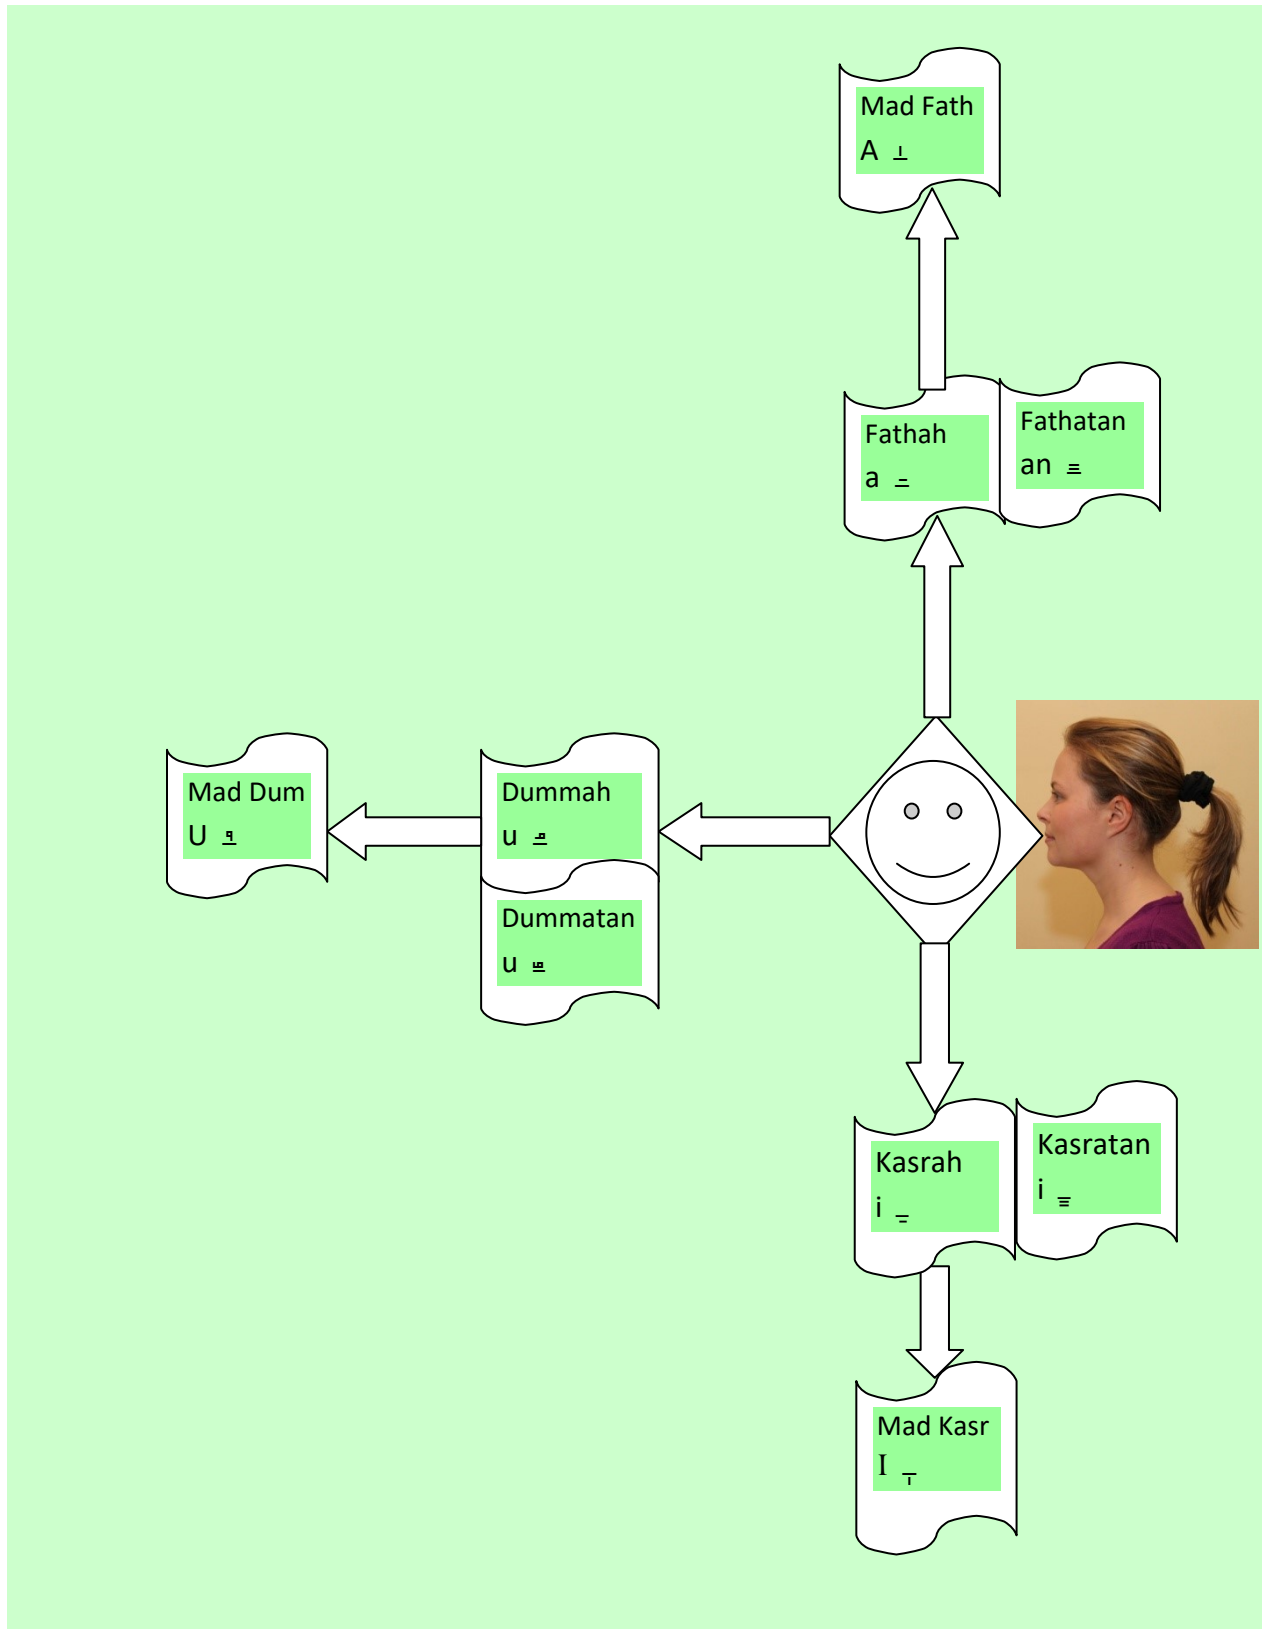 Mad Fath
A
Fathah
a
Fathatan
an
Mad Dum
U
Dummah
u
Dummatan
u
Kasrah
i
Kasratan
i
Mad Kasr
I